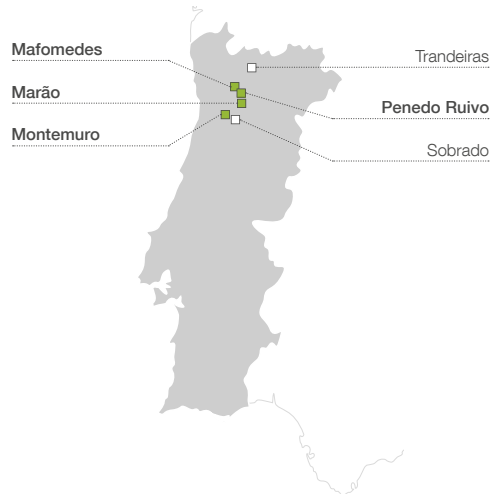 Mafomedes
Trandeiras
Marão
Penedo Ruivo
Montemuro
Sobrado